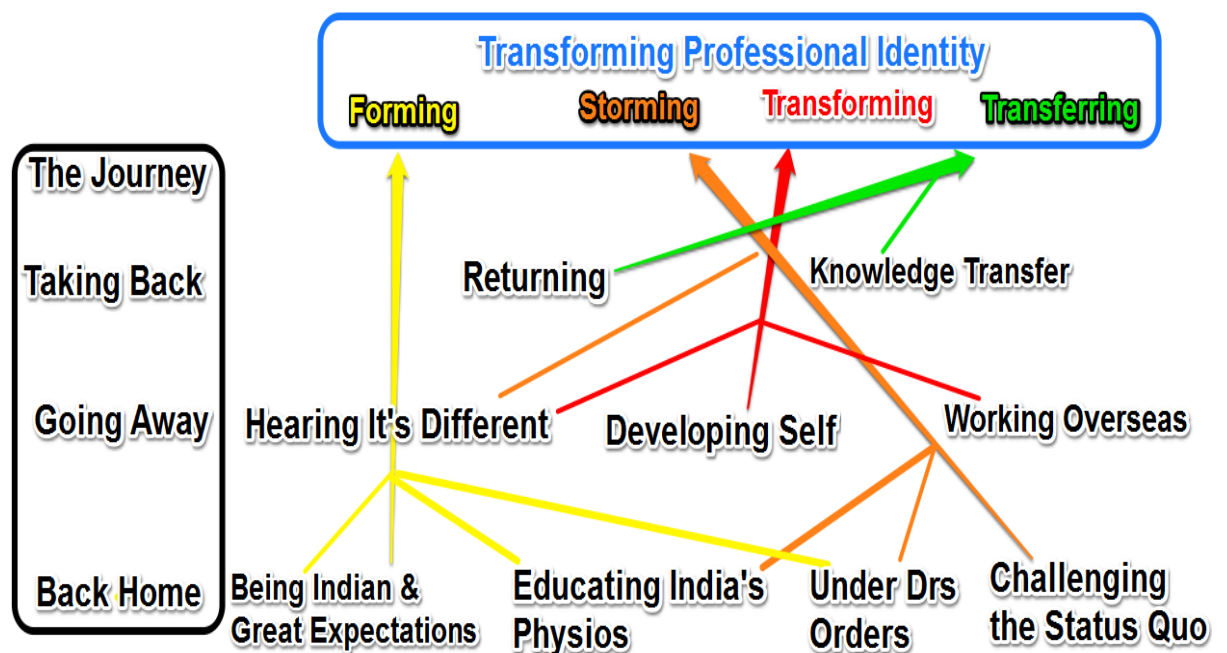 Transforming Professional Identity
Forming Storming Transforming Transferring
The Journey
Taking Back
Returning
Knowledge Transfer
Going Away
Hearing It's Different
Developing Self
Working Overseas
Back Home
Being Indian &
Great Expectations
Educating India's
Physios
Under Drs
Orders
Challenging
the Status Quo